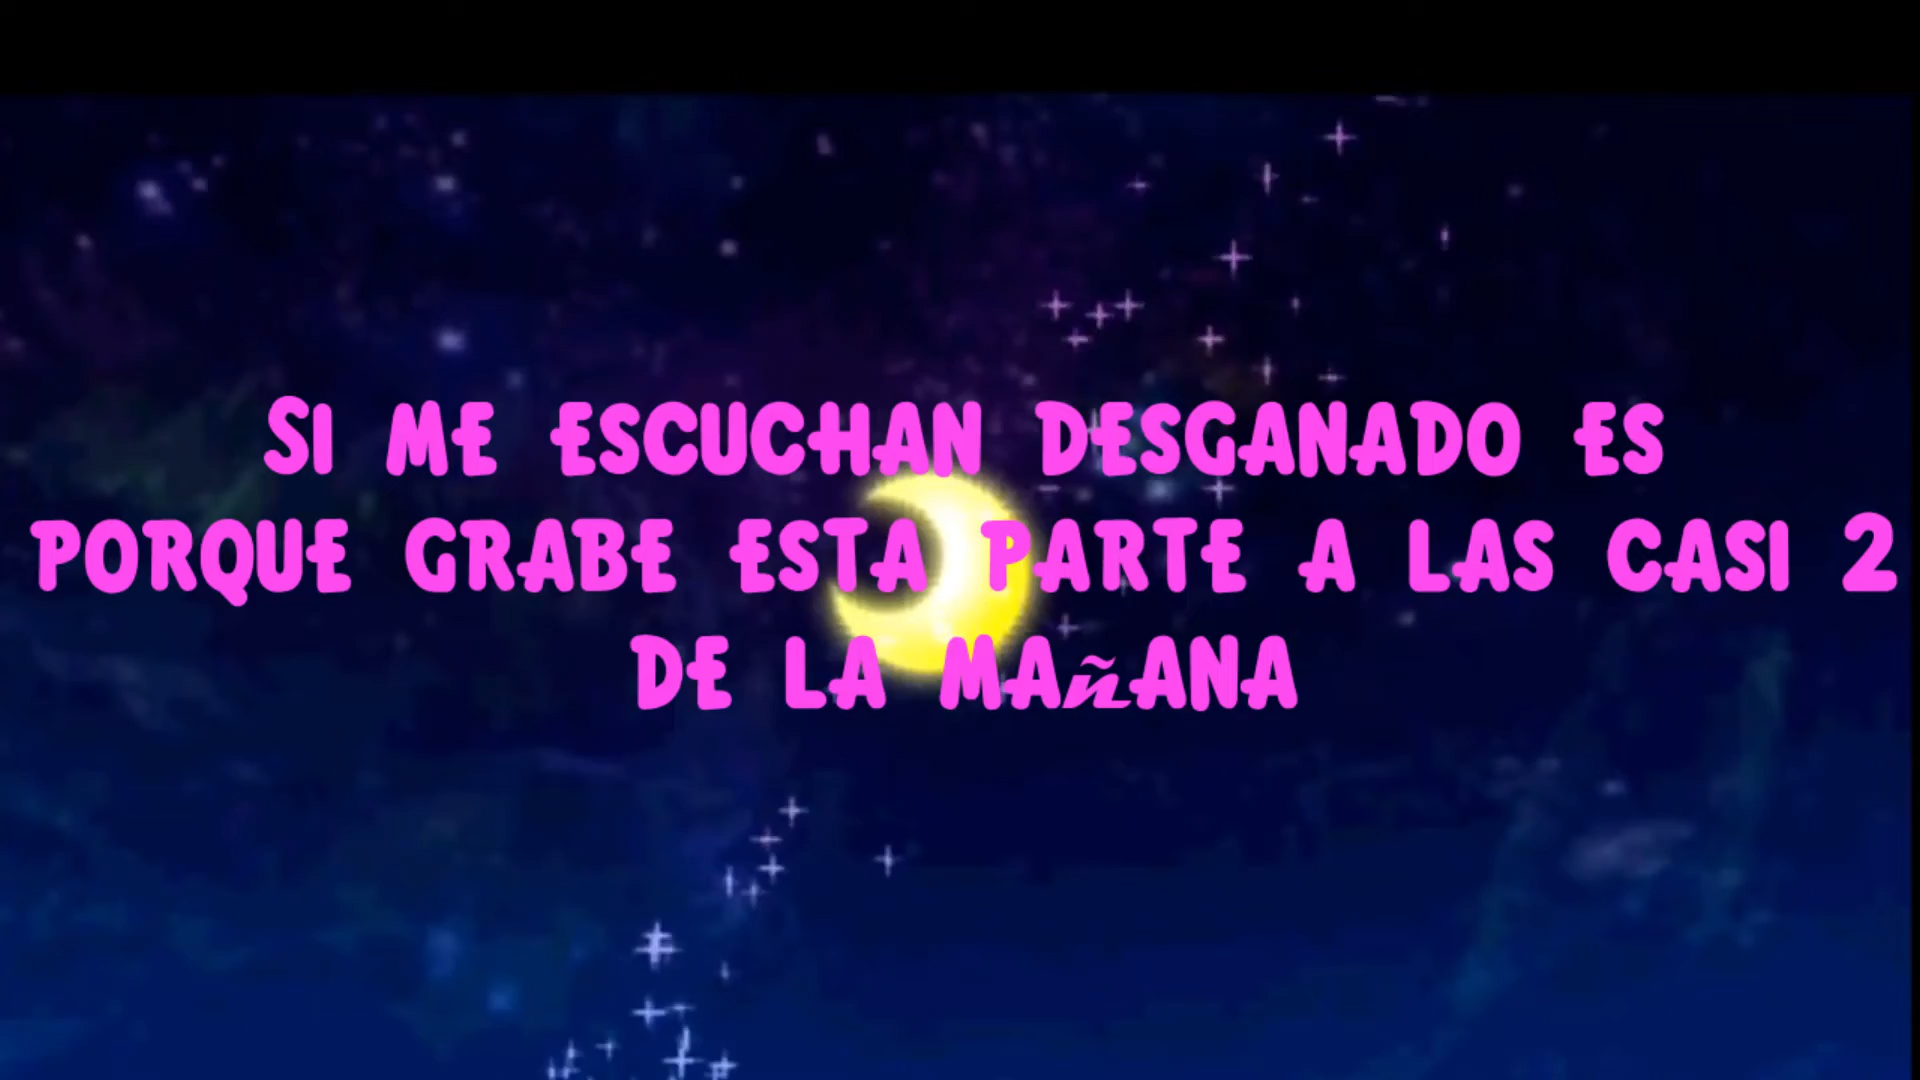 SI ME ESCUCHAN DESGANADO ES
PORQUE GRABE ESTA PARTE A LAS CASI 2
DE LA MAñANA